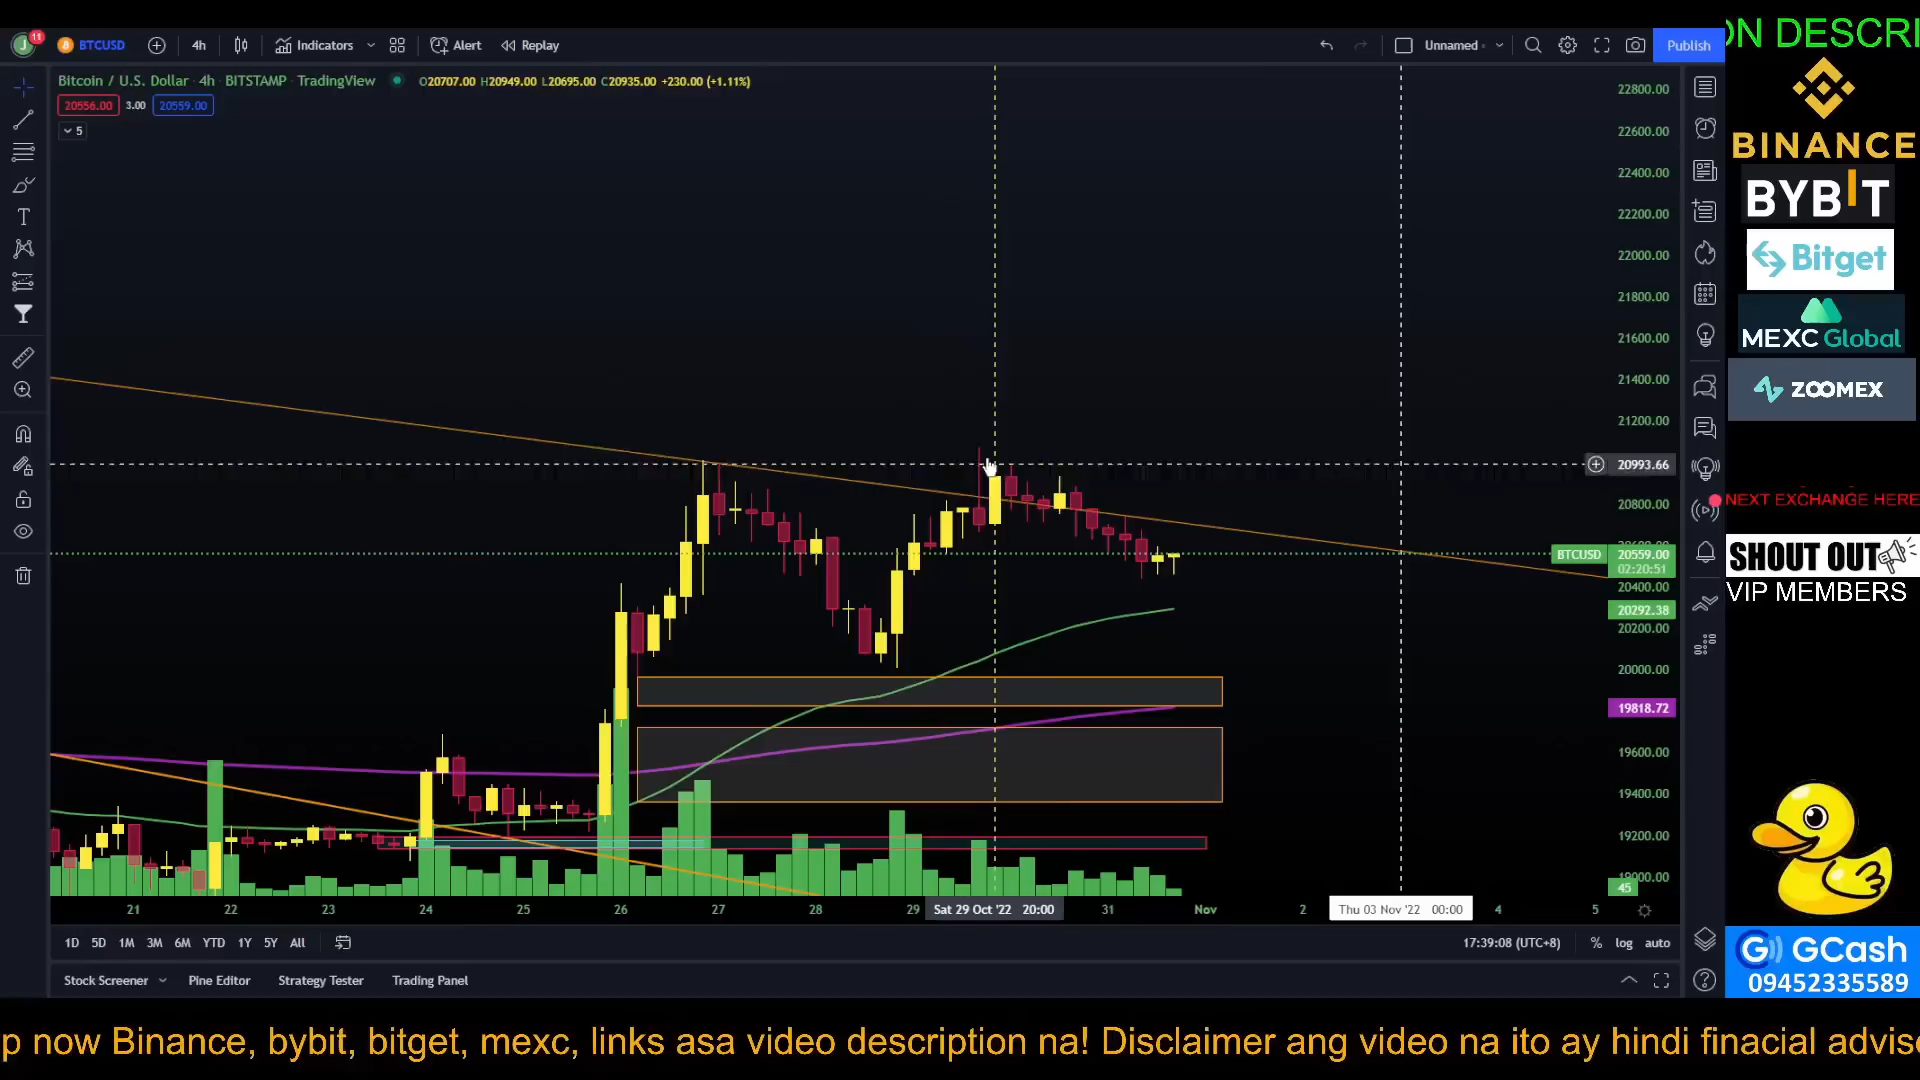 J 11 BTCUSD 4h Indicators Alert Replay Unnamed Publish
Bitcoin / U.S. Dollar · 4h · BITSTAMP · TradingView O20707.00 H20949.00 L20695.00 C20935.00 +230.00 (+1.11%)
20556.00 3.00 20559.00
5
22800.00
22600.00
22400.00
22200.00
22000.00
21800.00
21600.00
21400.00
21200.00
20993.66
20800.00
BTCUSD 20559.00
02:20:51
20400.00
20292.38
20200.00
20000.00
19818.72
19600.00
19400.00
19200.00
19000.00
45
21 22 23 24 25 26 27 28 29 Sat 29 Oct '22 20:00 31 Nov 2 Thu 03 Nov '22 00:00 4 5
1D 5D 1M 3M 6M YTD 1Y 5Y All 17:39:08 (UTC+8) % log auto
Stock Screener Pine Editor Strategy Tester Trading Panel
ON DESCRI
BINANCE
BYBIT
Bitget
MEXC Global
ZOOMEX
NEXT EXCHANGE HERE
SHOUT OUT
VIP MEMBERS
GCash
09452335589
p now Binance, bybit, bitget, mexc, links asa video description na! Disclaimer ang video na ito ay hindi finacial advis